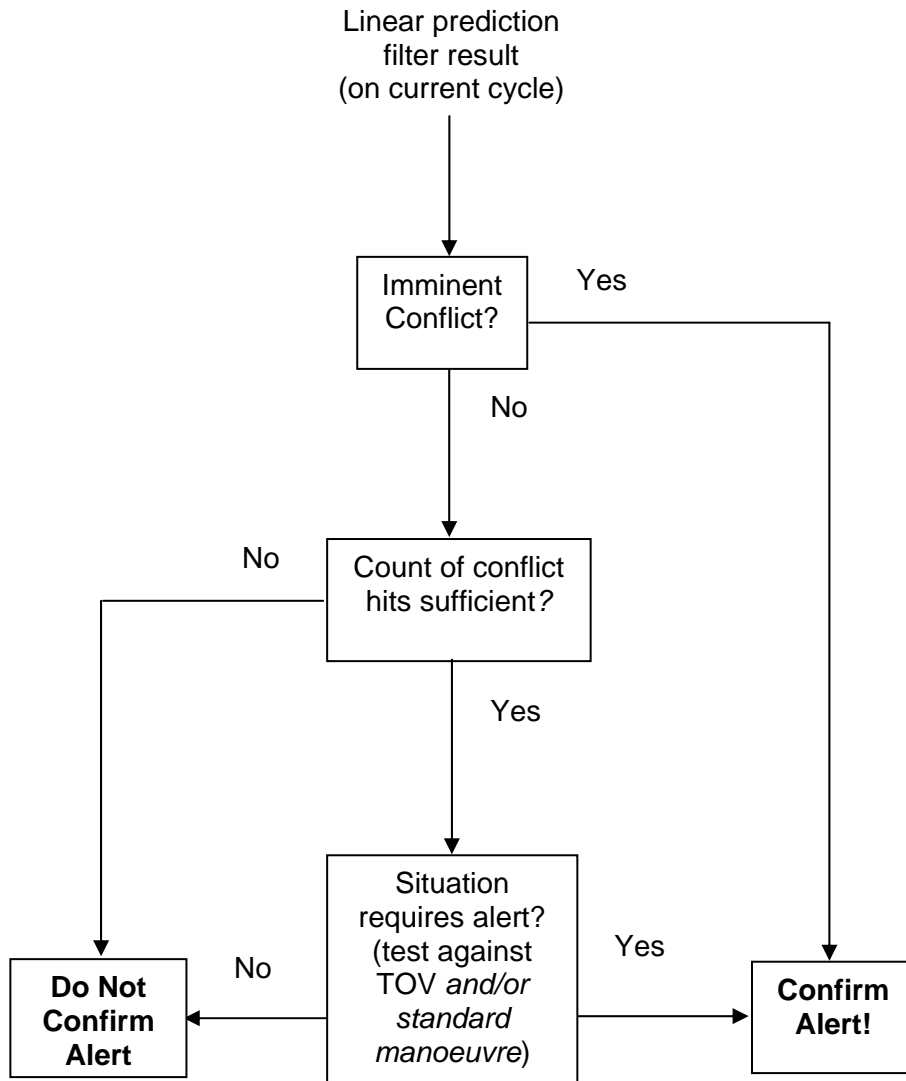 Linear prediction
filter result
(on current cycle)
Imminent
Conflict?
Yes
No
No
Count of conflict
hits sufficient?
Yes
Situation
requires alert?
(test against
TOV and/or
standard
manoeuvre)
No
Yes
Do Not
Confirm
Alert
Confirm
Alert!